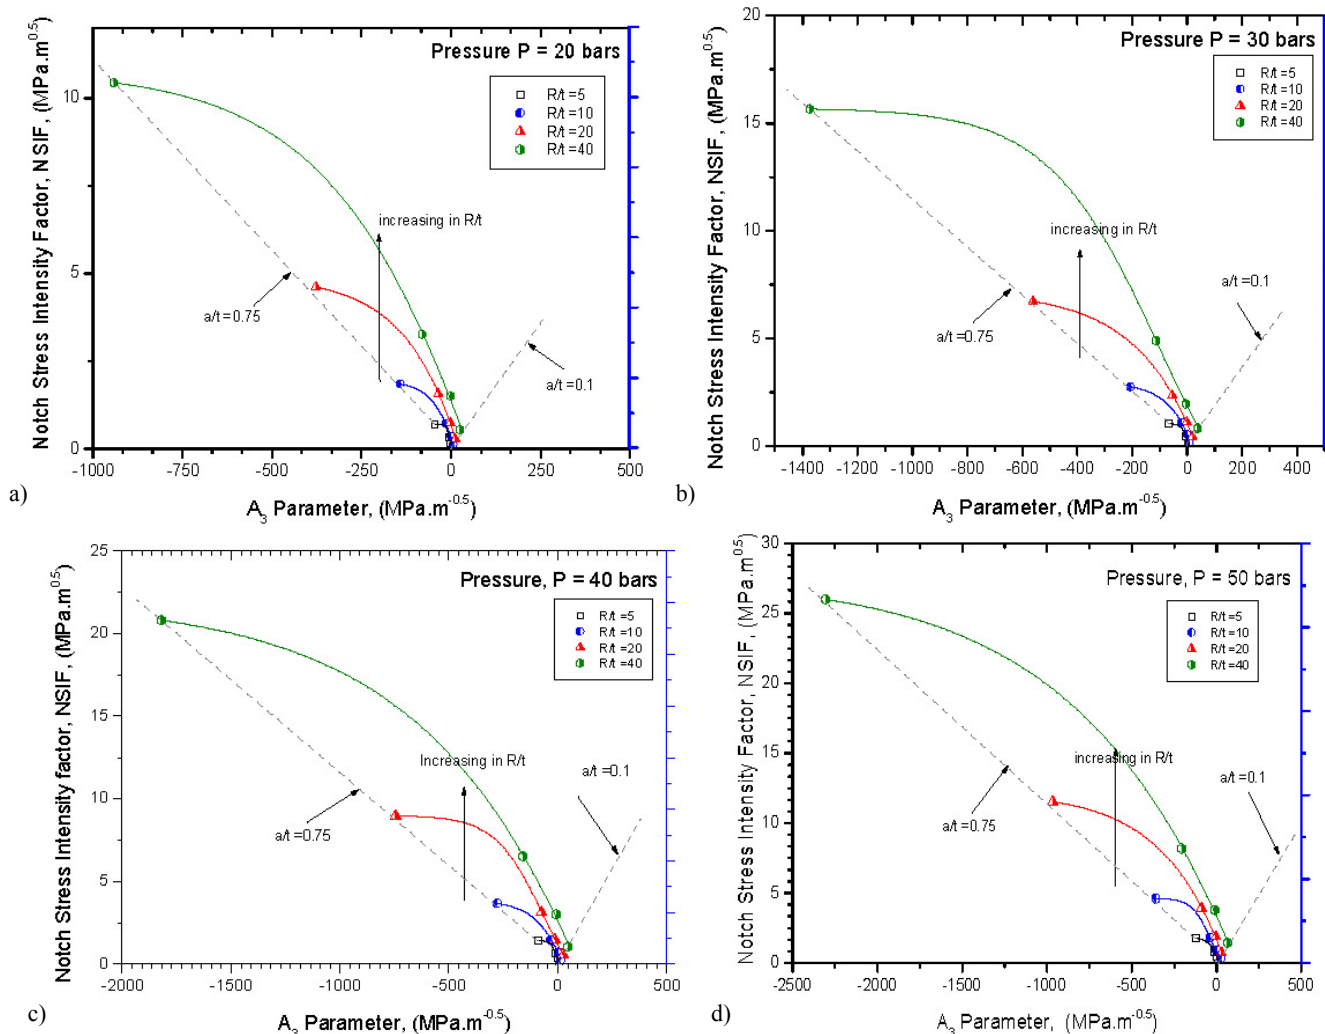 Pressure P = 20 bars
R/t =5
R/t =10
R/t =20
R/t =40
increasing in R/t
a/t =0.75
a/t =0.1
Notch Stress Intensity Factor, NSIF, (MPa.m^0.5)
10
5
0
-1000 -750 -500 -250 0 250 500
A_3 Parameter, (MPa.m^-0.5)
a)
Pressure P = 30 bars
R/t =5
R/t =10
R/t =20
R/t =40
increasing in R/t
a/t =0.1
a/t =0.75
Notch Stress Intensity Factor, NSIF, (MPa.m^0.5)
20
15
10
5
0
-1400 -1200 -1000 -800 -600 -400 -200 0 200 400
A_3 Parameter, (MPa.m^-0.5)
b)
Pressure, P = 40 bars
R/t =5
R/t =10
R/t =20
R/t =40
Increasing in R/t
a/t =0.1
a/t =0.75
Notch Stress Intensity factor, NSIF, (MPa.m^0.5)
25
20
15
10
5
0
-2000 -1500 -1000 -500 0 500
A_3 Parameter, (MPa.m^-0.5)
c)
Pressure, P = 50 bars
R/t =5
R/t =10
R/t =20
R/t =40
increasing in R/t
a/t =0.1
a/t =0.75
Notch Stress Intensity Factor, NSIF, (MPa.m^0.5)
30
25
20
15
10
5
0
-2500 -2000 -1500 -1000 -500 0 500
A_3 Parameter, (MPa.m^-0.5)
d)